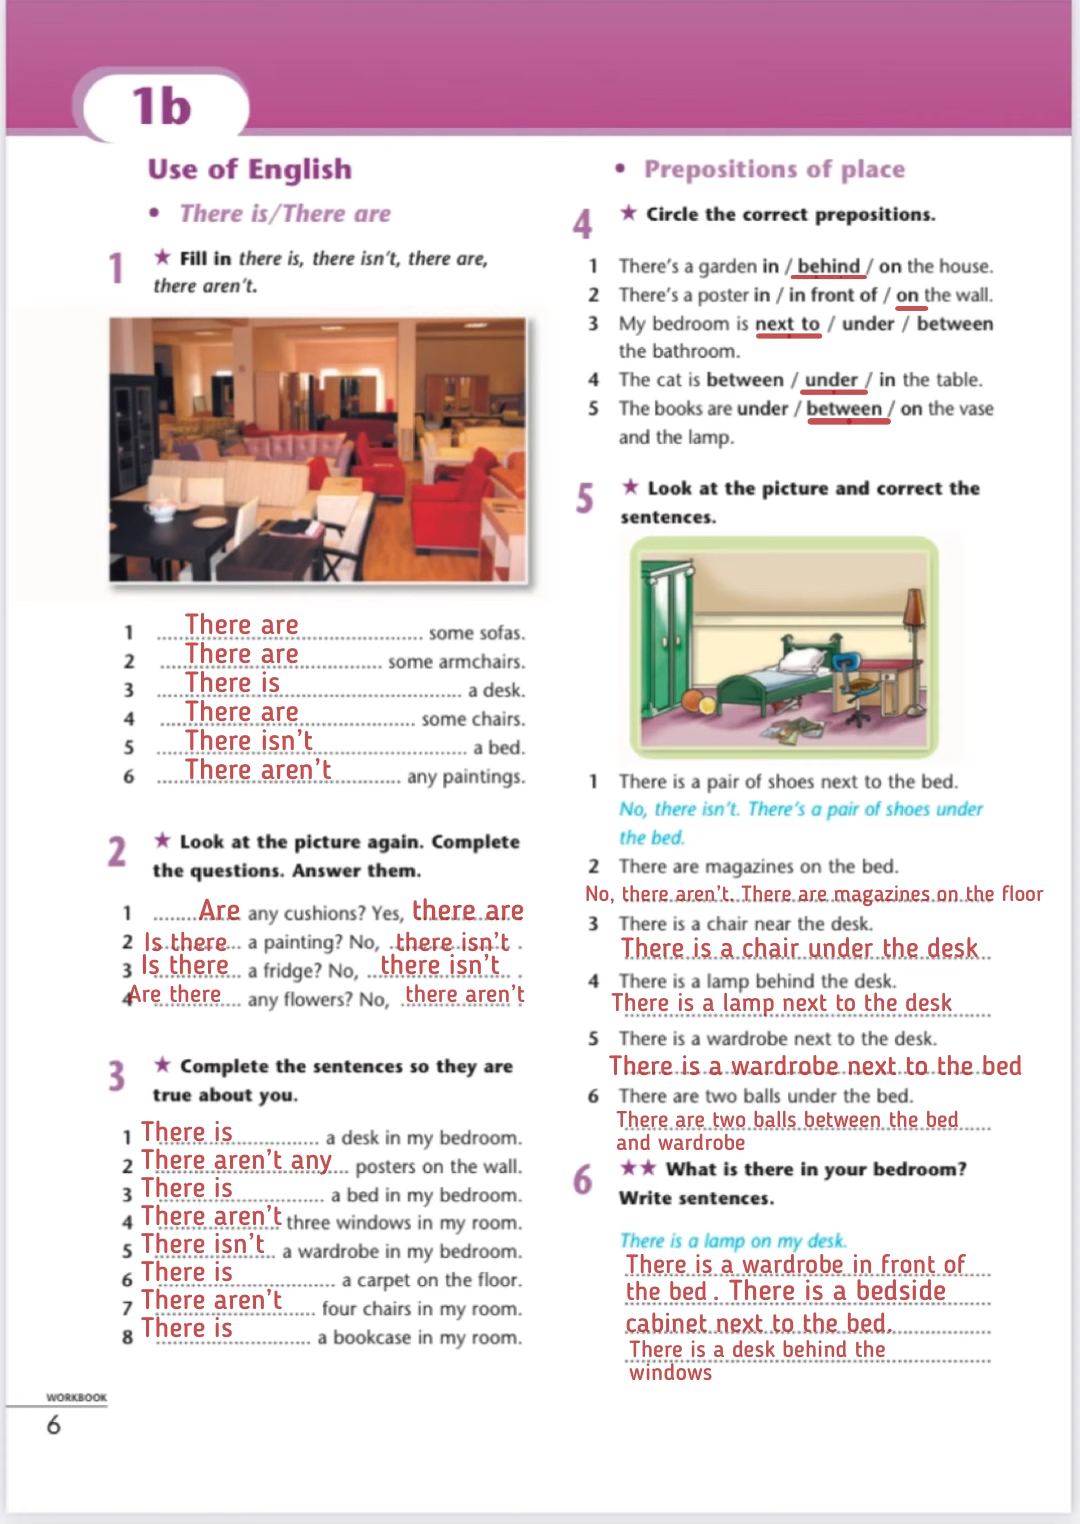 1b
Use of English
• There is/There are
1 ★ Fill in there is, there isn't, there are,
there aren't.
1 There are some sofas.
2 There are some armchairs.
3 There is a desk.
4 There are some chairs.
5 There isn't a bed.
6 There aren't any paintings.
2 ★ Look at the picture again. Complete
the questions. Answer them.
1 Are any cushions? Yes, there are
2 Is there a painting? No, there isn't.
3 Is there a fridge? No, there isn't.
4 Are there any flowers? No, there aren't
3 ★ Complete the sentences so they are
true about you.
1 There is a desk in my bedroom.
2 There aren't any posters on the wall.
3 There is a bed in my bedroom.
4 There aren't three windows in my room.
5 There isn't a wardrobe in my bedroom.
6 There is a carpet on the floor.
7 There aren't four chairs in my room.
8 There is a bookcase in my room.
WORKBOOK
6
• Prepositions of place
4 ★ Circle the correct prepositions.
1 There's a garden in / behind / on the house.
2 There's a poster in / in front of / on the wall.
3 My bedroom is next to / under / between
the bathroom.
4 The cat is between / under / in the table.
5 The books are under / between / on the vase
and the lamp.
5 ★ Look at the picture and correct the
sentences.
1 There is a pair of shoes next to the bed.
No, there isn't. There's a pair of shoes under
the bed.
2 There are magazines on the bed.
No, there aren't. There are magazines on the floor
3 There is a chair near the desk.
There is a chair under the desk
4 There is a lamp behind the desk.
There is a lamp next to the desk
5 There is a wardrobe next to the desk.
There is a wardrobe next to the bed
6 There are two balls under the bed.
There are two balls between the bed
and wardrobe
6 ★★ What is there in your bedroom?
Write sentences.
There is a lamp on my desk.
There is a wardrobe in front of
the bed. There is a bedside
cabinet next to the bed.
There is a desk behind the
windows